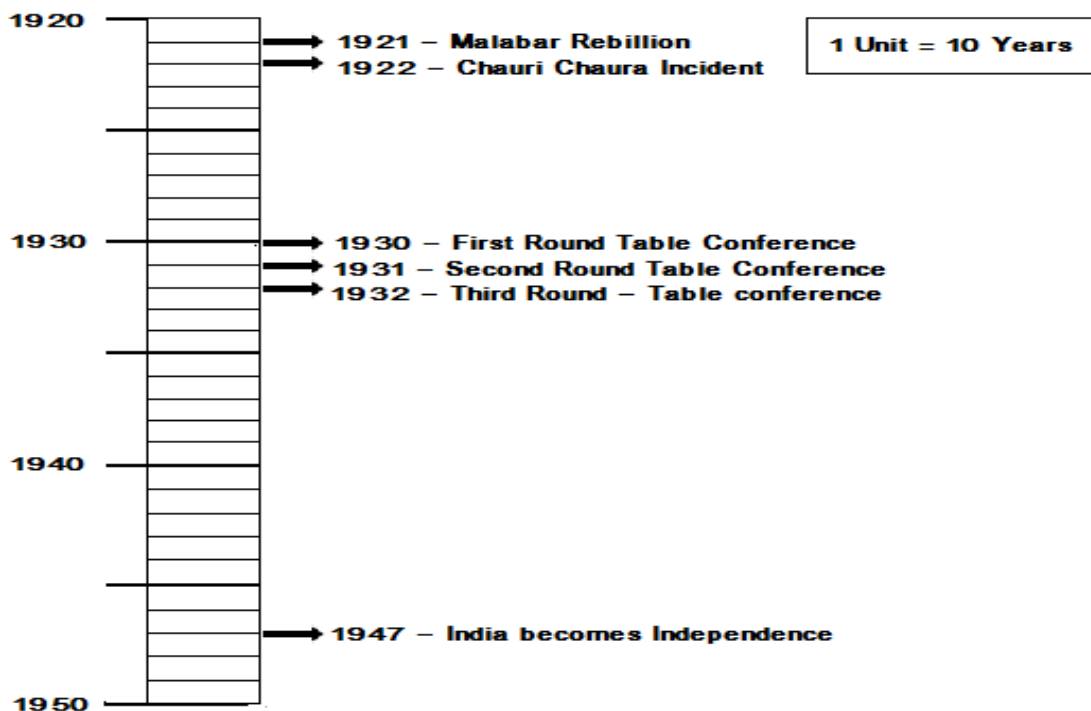 1920
1921 – Malabar Rebillion
1 Unit = 10 Years
1922 – Chauri Chaura Incident
1930
1930 – First Round Table Conference
1931 – Second Round Table Conference
1932 – Third Round – Table conference
1940
1947 – India becomes Independence
1950